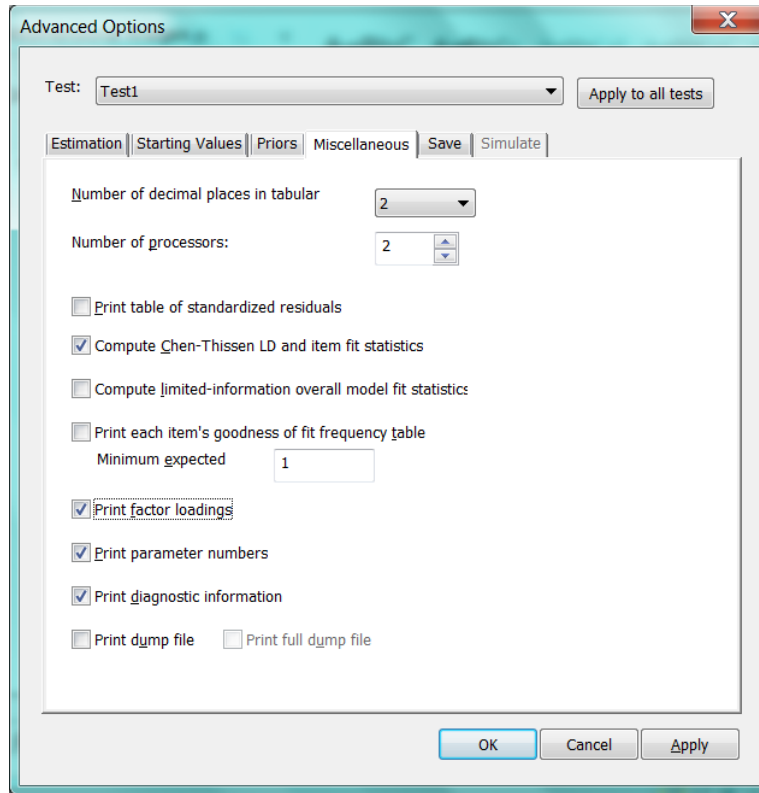 Advanced Options
X
Test: Test1 Apply to all tests
Estimation Starting Values Priors Miscellaneous Save Simulate
Number of decimal places in tabular 2
Number of processors: 2
Print table of standardized residuals
Compute Chen-Thissen LD and item fit statistics
Compute limited-information overall model fit statistics
Print each item's goodness of fit frequency table
Minimum expected 1
Print factor loadings
Print parameter numbers
Print diagnostic information
Print dump file Print full dump file
OK Cancel Apply